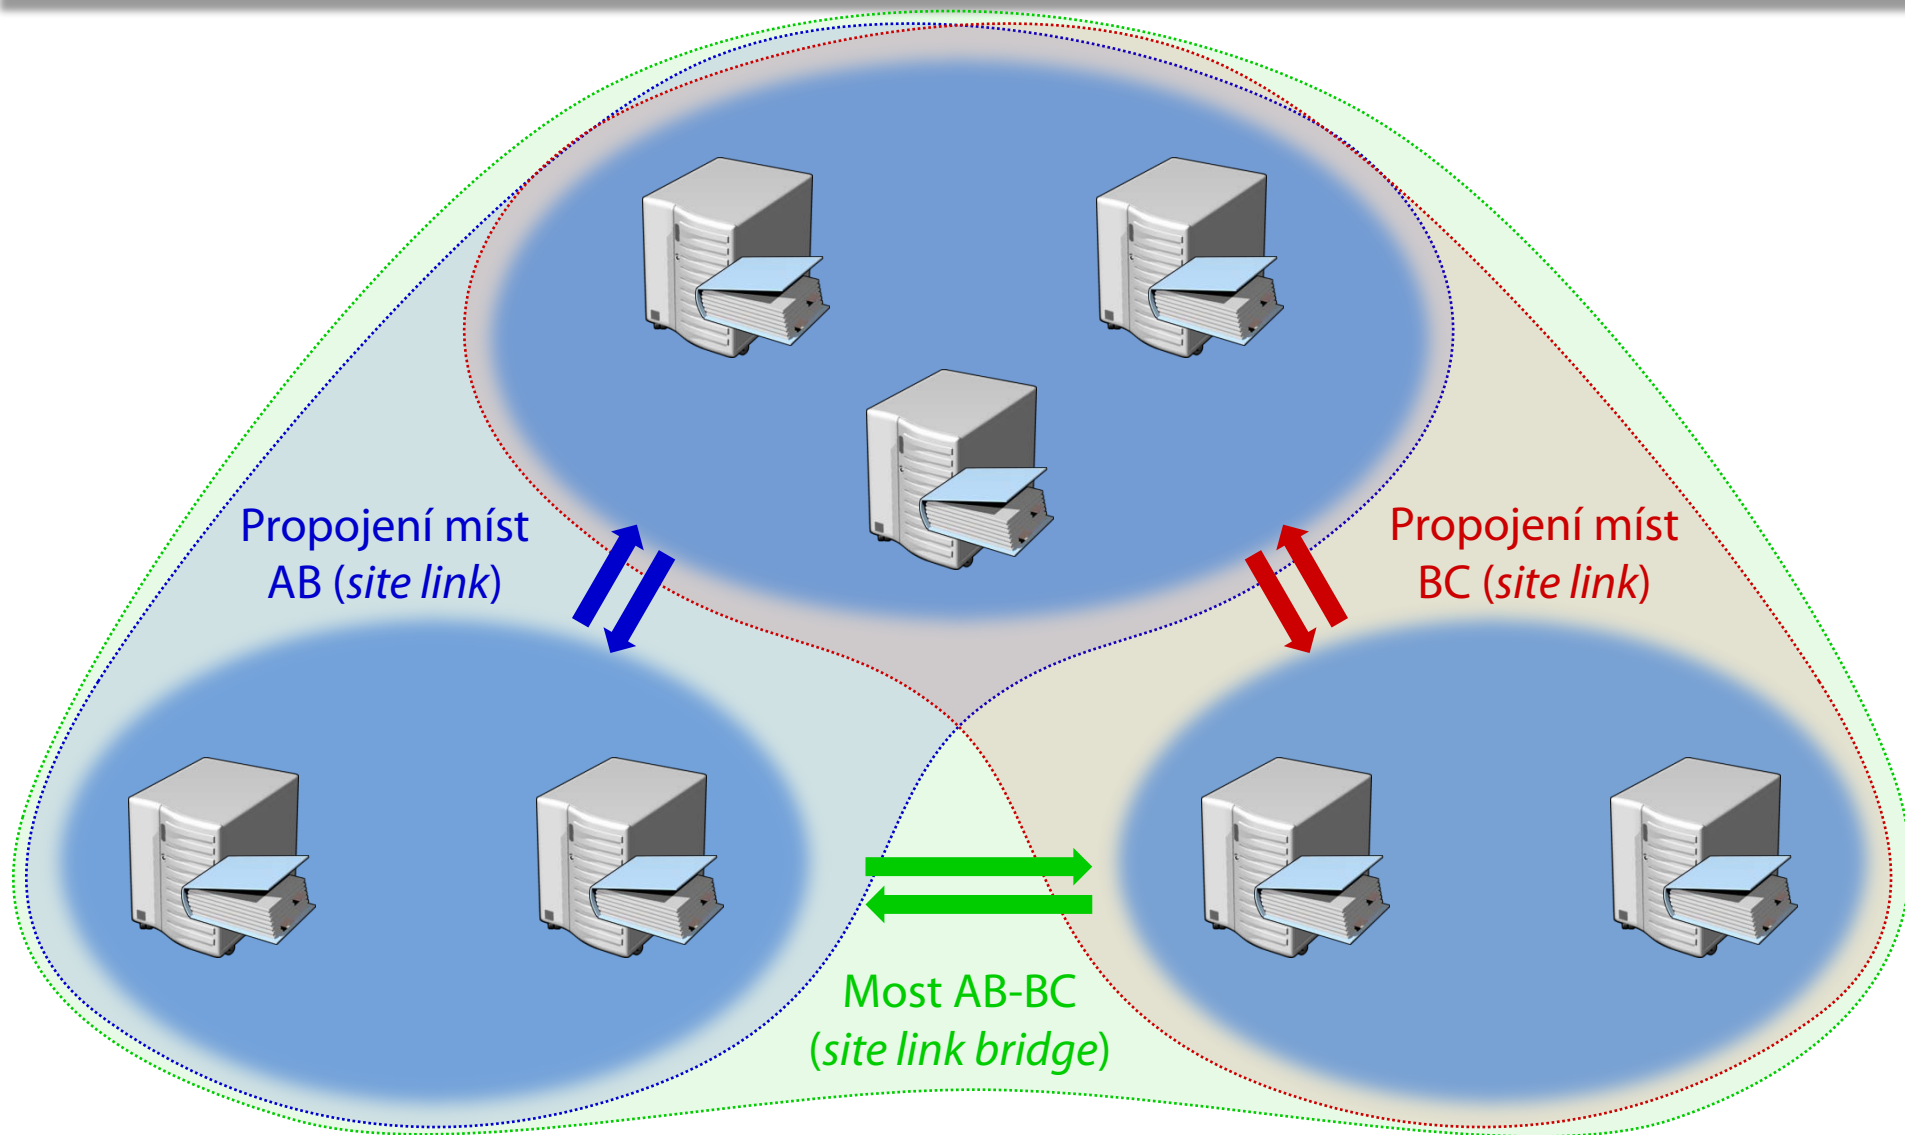 Propojení míst
AB (site link)
Propojení míst
BC (site link)
Most AB-BC
(site link bridge)